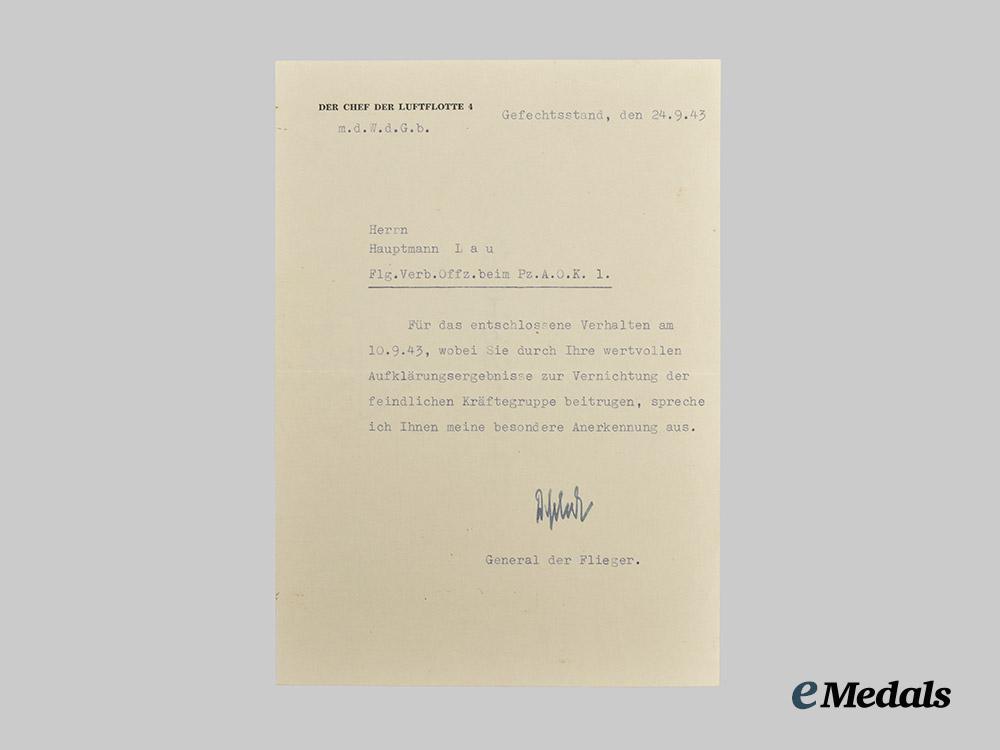 DER CHEF DER LUFTFLOTTE 4
m.d.W.d.G.b.
Gefechtsstand, den 24.9.43
Herrn
Hauptmann L a u
Flg.Verb.Offz.beim Pz.A.O.K. 1.
Für das entschlossene Verhalten am
10.9.43, wobei Sie durch Ihre wertvollen
Aufklärungsergebnisse zur Vernichtung der
feindlichen Kräftegruppe beitrugen, spreche
ich Ihnen meine besondere Anerkennung aus.
General der Flieger.
eMedals